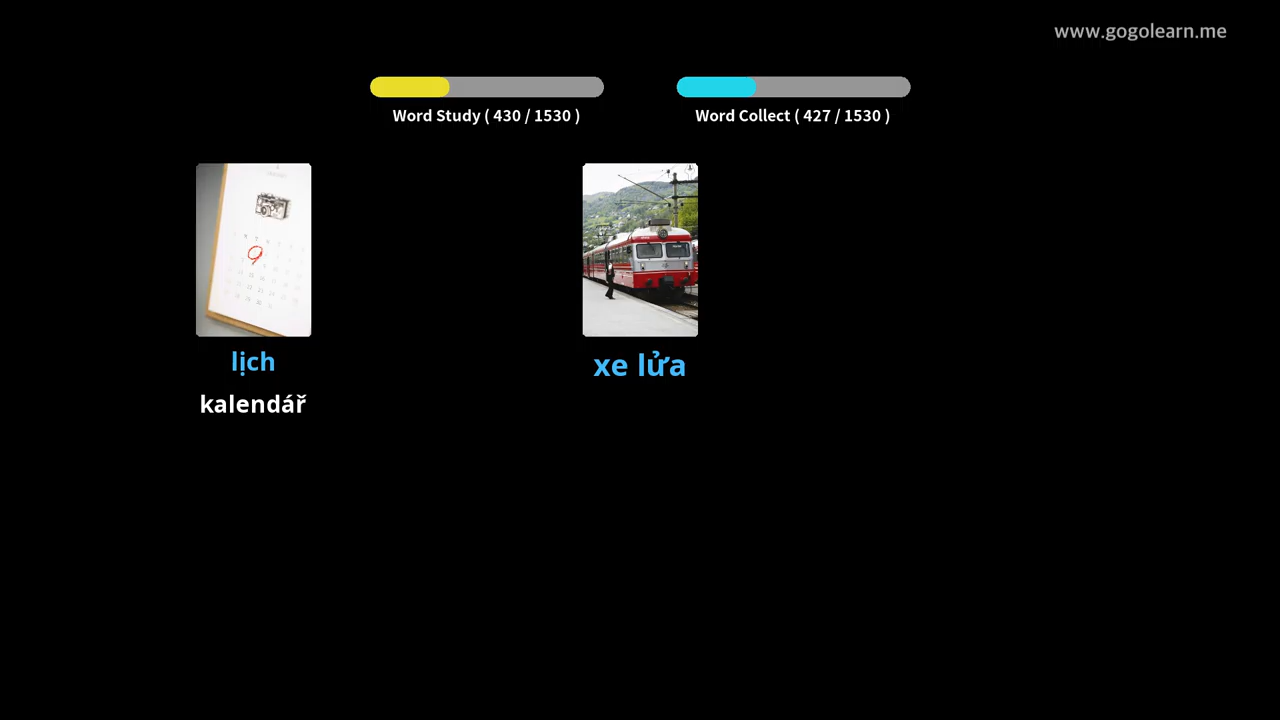 www.gogolearn.me
Word Study ( 430 / 1530 )
Word Collect ( 427 / 1530 )
lịch
kalendář
xe lửa